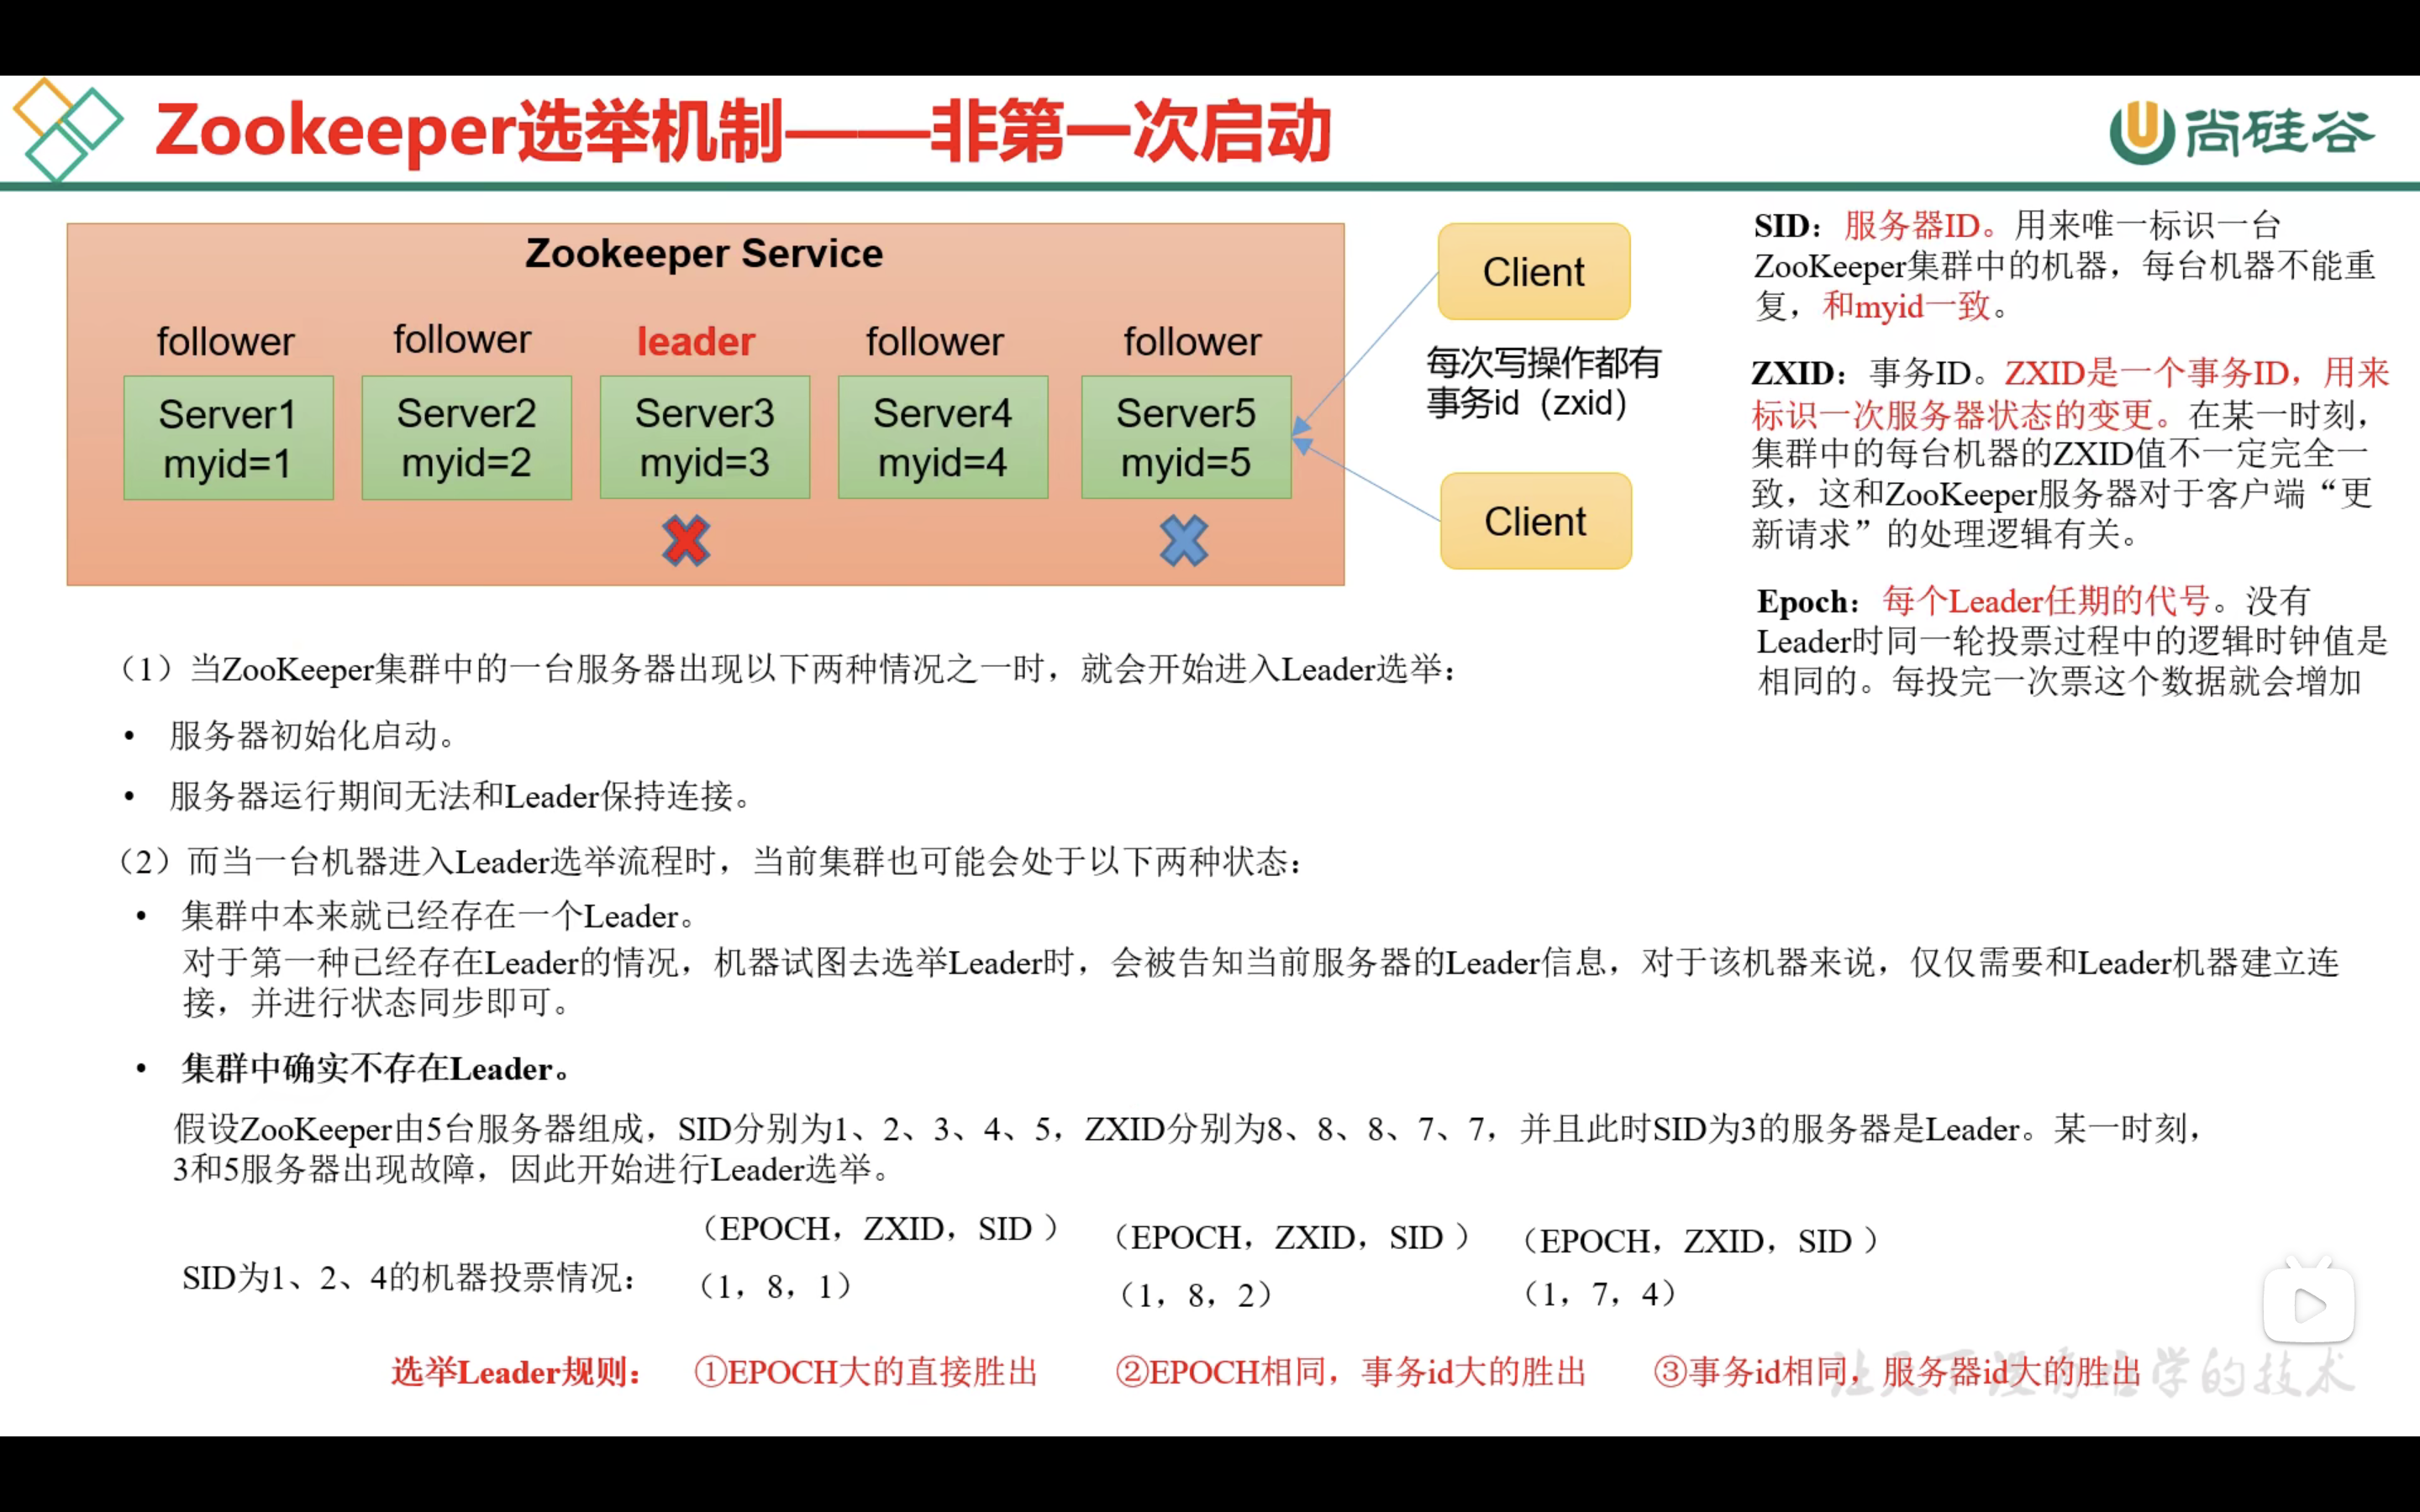 Zookeeper选举机制——非第一次启动
尚硅谷
Zookeeper Service
follower
follower
leader
follower
follower
Server1
myid=1
Server2
myid=2
Server3
myid=3
Server4
myid=4
Server5
myid=5
Client
每次写操作都有
事务id（zxid）
Client
SID：服务器ID。用来唯一标识一台
ZooKeeper集群中的机器，每台机器不能重
复，和myid一致。
ZXID：事务ID。ZXID是一个事务ID，用来
标识一次服务器状态的变更。在某一时刻，
集群中的每台机器的ZXID值不一定完全一
致，这和ZooKeeper服务器对于客户端“更
新请求”的处理逻辑有关。
Epoch：每个Leader任期的代号。没有
Leader时同一轮投票过程中的逻辑时钟值是
相同的。每投完一次票这个数据就会增加
（1）当ZooKeeper集群中的一台服务器出现以下两种情况之一时，就会开始进入Leader选举：
• 服务器初始化启动。
• 服务器运行期间无法和Leader保持连接。
（2）而当一台机器进入Leader选举流程时，当前集群也可能会处于以下两种状态：
• 集群中本来就已经存在一个Leader。
对于第一种已经存在Leader的情况，机器试图去选举Leader时，会被告知当前服务器的Leader信息，对于该机器来说，仅仅需要和Leader机器建立连
接，并进行状态同步即可。
• 集群中确实不存在Leader。
假设ZooKeeper由5台服务器组成，SID分别为1、2、3、4、5，ZXID分别为8、8、8、7、7，并且此时SID为3的服务器是Leader。某一时刻，
3和5服务器出现故障，因此开始进行Leader选举。
（EPOCH，ZXID，SID ）
（EPOCH，ZXID，SID ）
（EPOCH，ZXID，SID ）
SID为1、2、4的机器投票情况：
（1，8，1）
（1，8，2）
（1，7，4）
选举Leader规则：
①EPOCH大的直接胜出
②EPOCH相同，事务id大的胜出
③事务id相同，服务器id大的胜出
让天下没有难学的技术